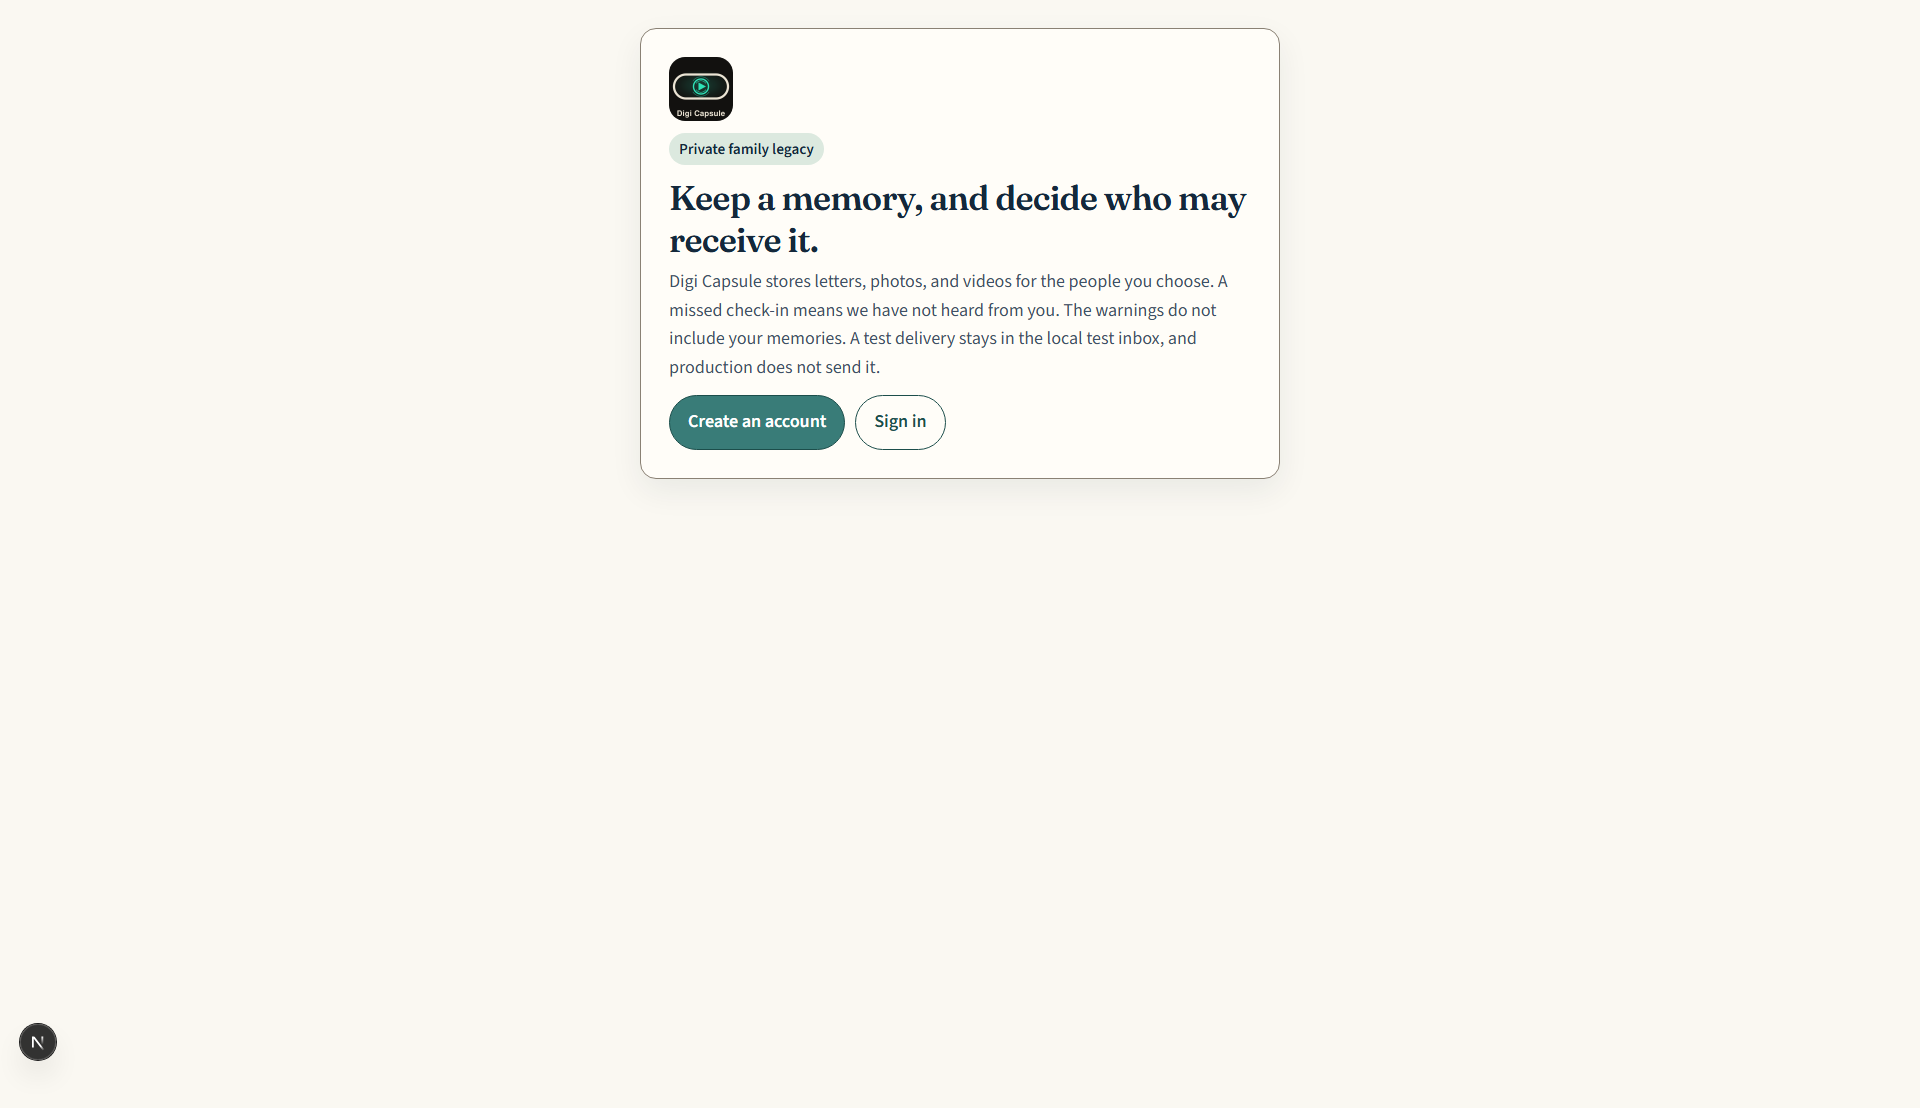 Digi Capsule
Private family legacy
Keep a memory, and decide who may
receive it.
Digi Capsule stores letters, photos, and videos for the people you choose. A
missed check-in means we have not heard from you. The warnings do not
include your memories. A test delivery stays in the local test inbox, and
production does not send it.
Create an account
Sign in
N